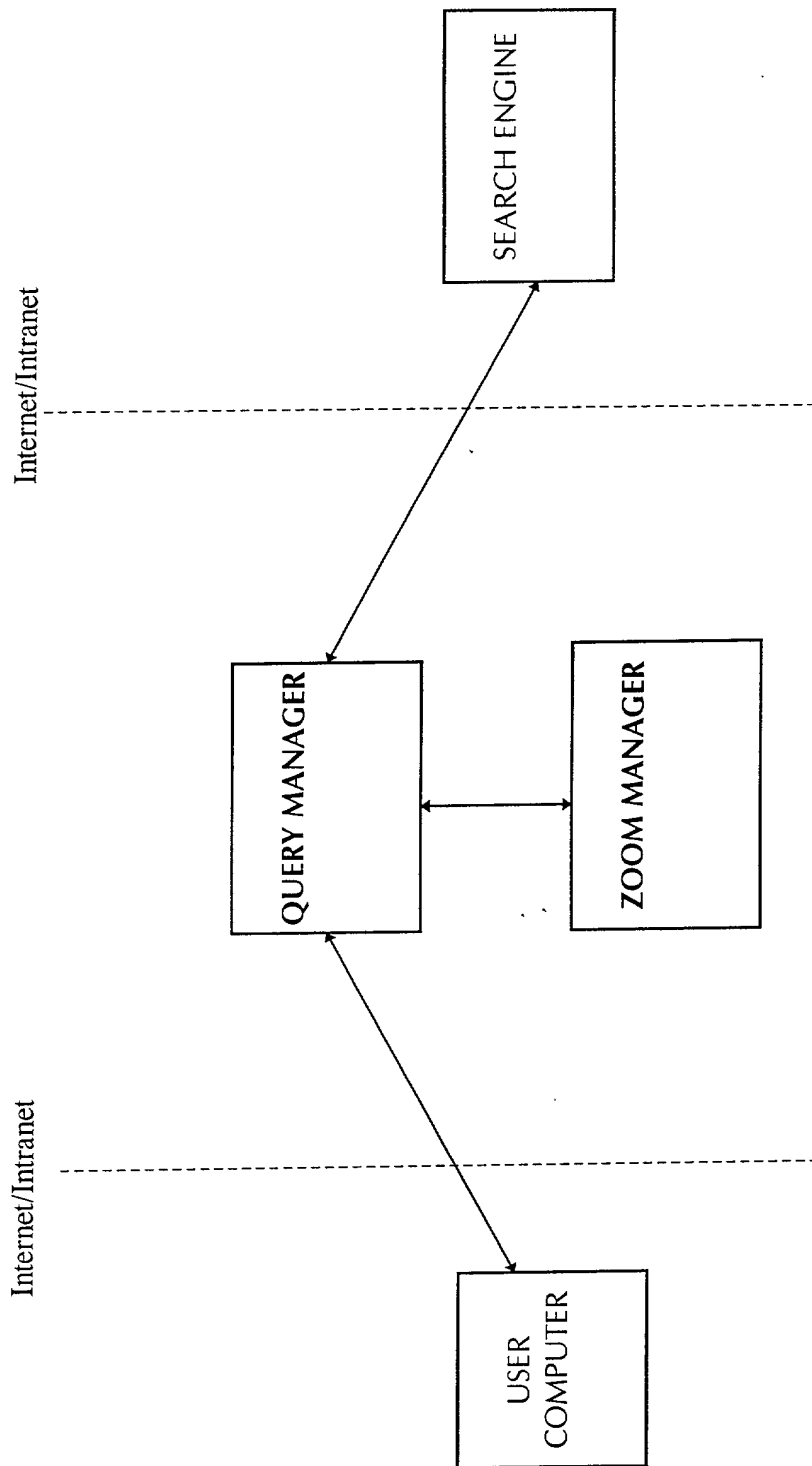 Internet/Intranet
Internet/Intranet
USER
COMPUTER
QUERY MANAGER
ZOOM MANAGER
SEARCH ENGINE